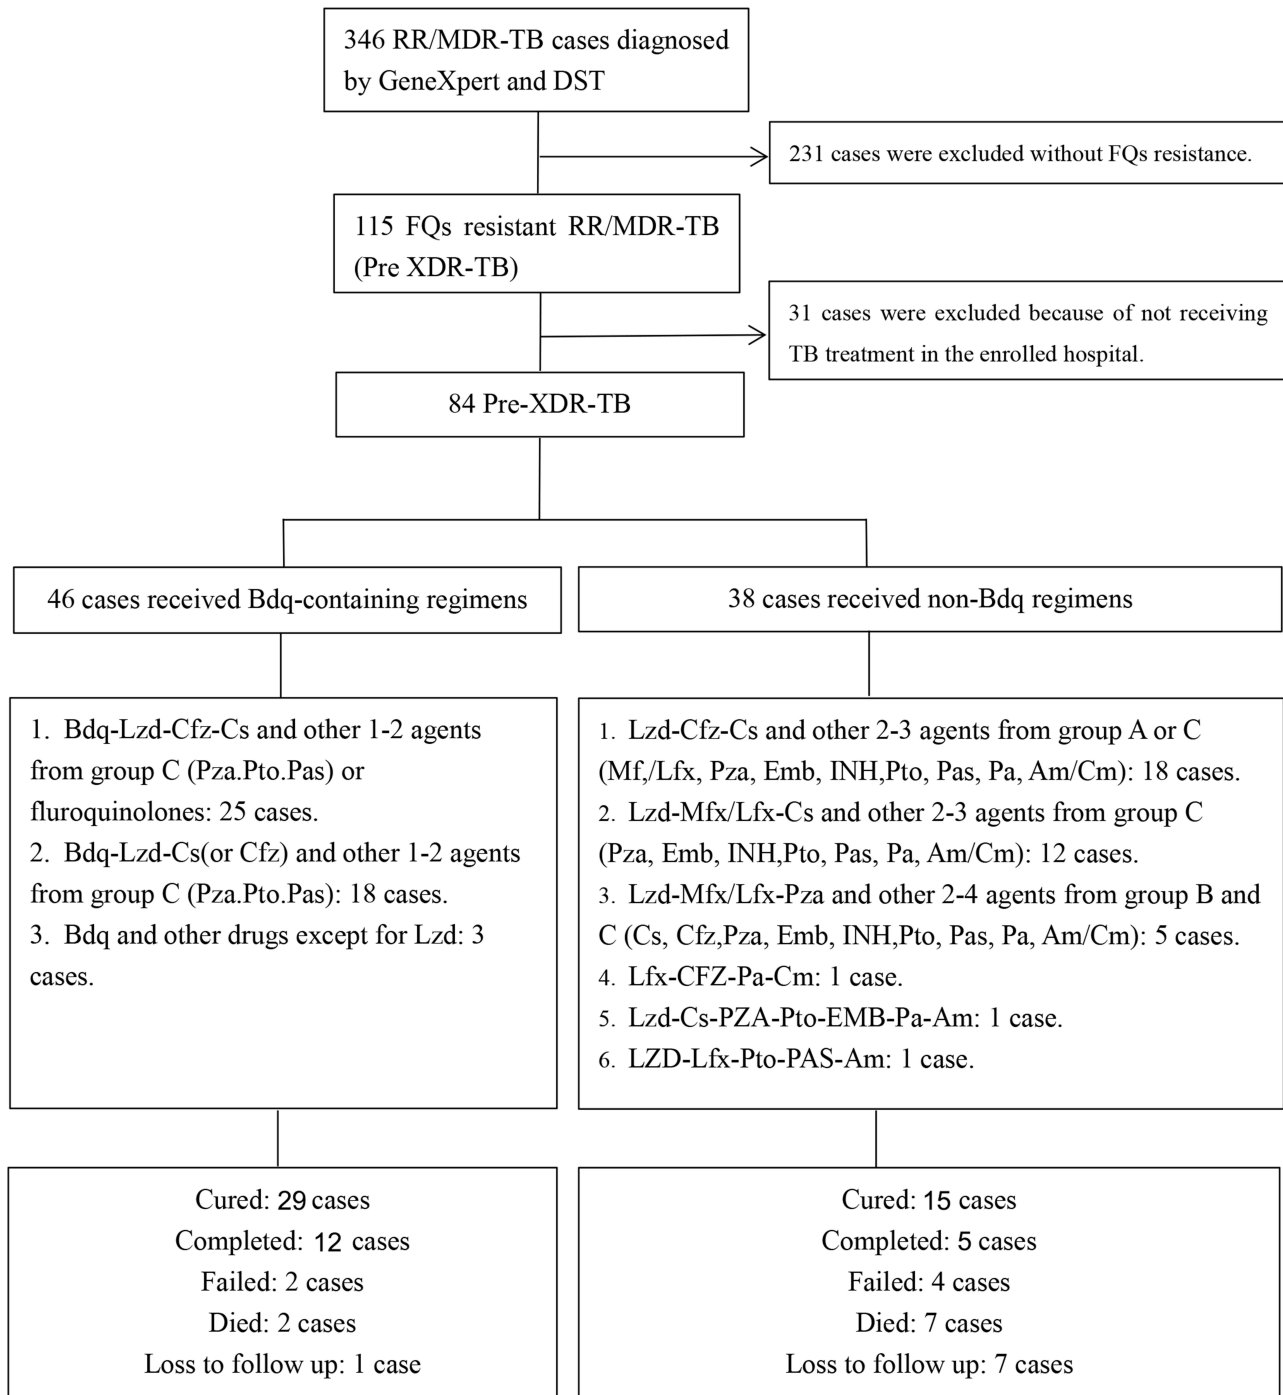 346 RR/MDR-TB cases diagnosed
by GeneXpert and DST
231 cases were excluded without FQs resistance.
115 FQs resistant RR/MDR-TB
(Pre XDR-TB)
31 cases were excluded because of not receiving
TB treatment in the enrolled hospital.
84 Pre-XDR-TB
46 cases received Bdq-containing regimens
38 cases received non-Bdq regimens
1. Bdq-Lzd-Cfz-Cs and other 1-2 agents
from group C (Pza.Pto.Pas) or
fluroquinolones: 25 cases.
2. Bdq-Lzd-Cs(or Cfz) and other 1-2 agents
from group C (Pza.Pto.Pas): 18 cases.
3. Bdq and other drugs except for Lzd: 3
cases.
1. Lzd-Cfz-Cs and other 2-3 agents from group A or C
(Mf,/Lfx, Pza, Emb, INH,Pto, Pas, Pa, Am/Cm): 18 cases.
2. Lzd-Mfx/Lfx-Cs and other 2-3 agents from group C
(Pza, Emb, INH,Pto, Pas, Pa, Am/Cm): 12 cases.
3. Lzd-Mfx/Lfx-Pza and other 2-4 agents from group B and
C (Cs, Cfz,Pza, Emb, INH,Pto, Pas, Pa, Am/Cm): 5 cases.
4. Lfx-CFZ-Pa-Cm: 1 case.
5. Lzd-Cs-PZA-Pto-EMB-Pa-Am: 1 case.
6. LZD-Lfx-Pto-PAS-Am: 1 case.
Cured: 29 cases
Completed: 12 cases
Failed: 2 cases
Died: 2 cases
Loss to follow up: 1 case
Cured: 15 cases
Completed: 5 cases
Failed: 4 cases
Died: 7 cases
Loss to follow up: 7 cases